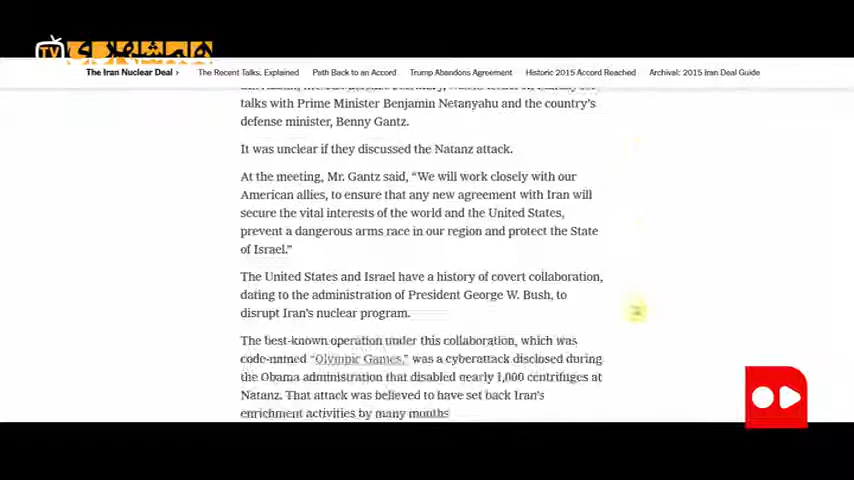 همشهری
TV
The Iran Nuclear Deal ›
The Recent Talks, Explained
Path Back to an Accord
Trump Abandons Agreement
Historic 2015 Accord Reached
Archival: 2015 Iran Deal Guide
talks with Prime Minister Benjamin Netanyahu and the country’s
defense minister, Benny Gantz.
It was unclear if they discussed the Natanz attack.
At the meeting, Mr. Gantz said, “We will work closely with our
American allies, to ensure that any new agreement with Iran will
secure the vital interests of the world and the United States,
prevent a dangerous arms race in our region and protect the State
of Israel.”
The United States and Israel have a history of covert collaboration,
dating to the administration of President George W. Bush, to
disrupt Iran’s nuclear program.
The best-known operation under this collaboration, which was
code-named “Olympic Games,” was a cyberattack disclosed during
the Obama administration that disabled nearly 1,000 centrifuges at
Natanz. That attack was believed to have set back Iran’s
enrichment activities by many months